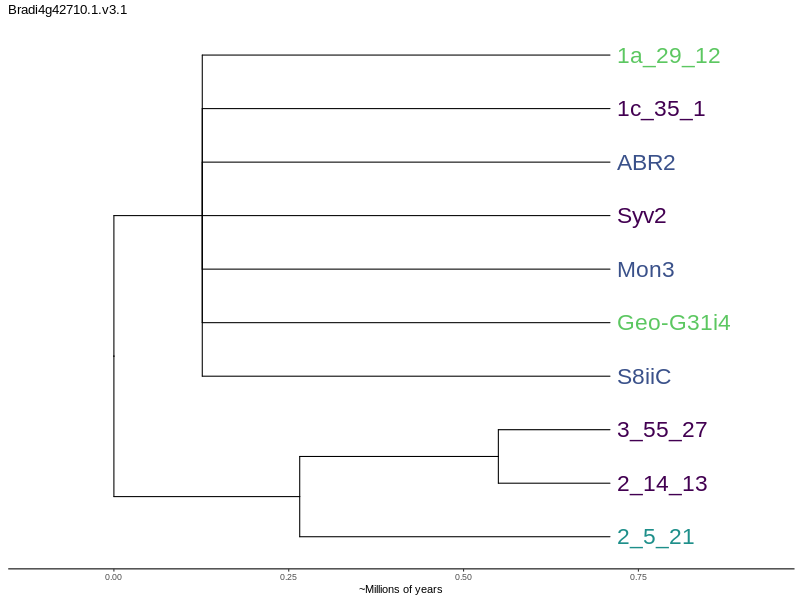 Bradi4g42710.1.v3.1
1a_29_12
1c_35_1
ABR2
Syv2
Mon3
Geo-G31i4
S8iiC
3_55_27
2_14_13
2_5_21
0.00 0.25 0.50 0.75
~Millions of years